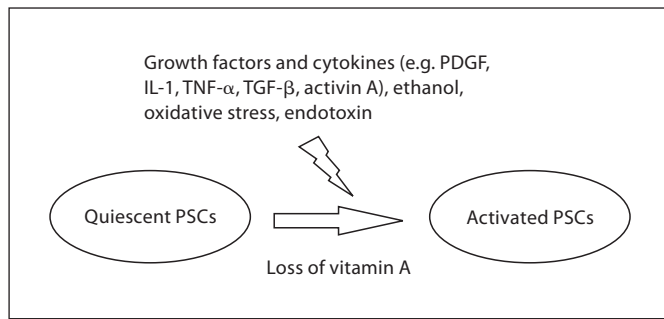 Growth factors and cytokines (e.g. PDGF,
IL-1, TNF-α, TGF-β, activin A), ethanol,
oxidative stress, endotoxin
Quiescent PSCs
Activated PSCs
Loss of vitamin A